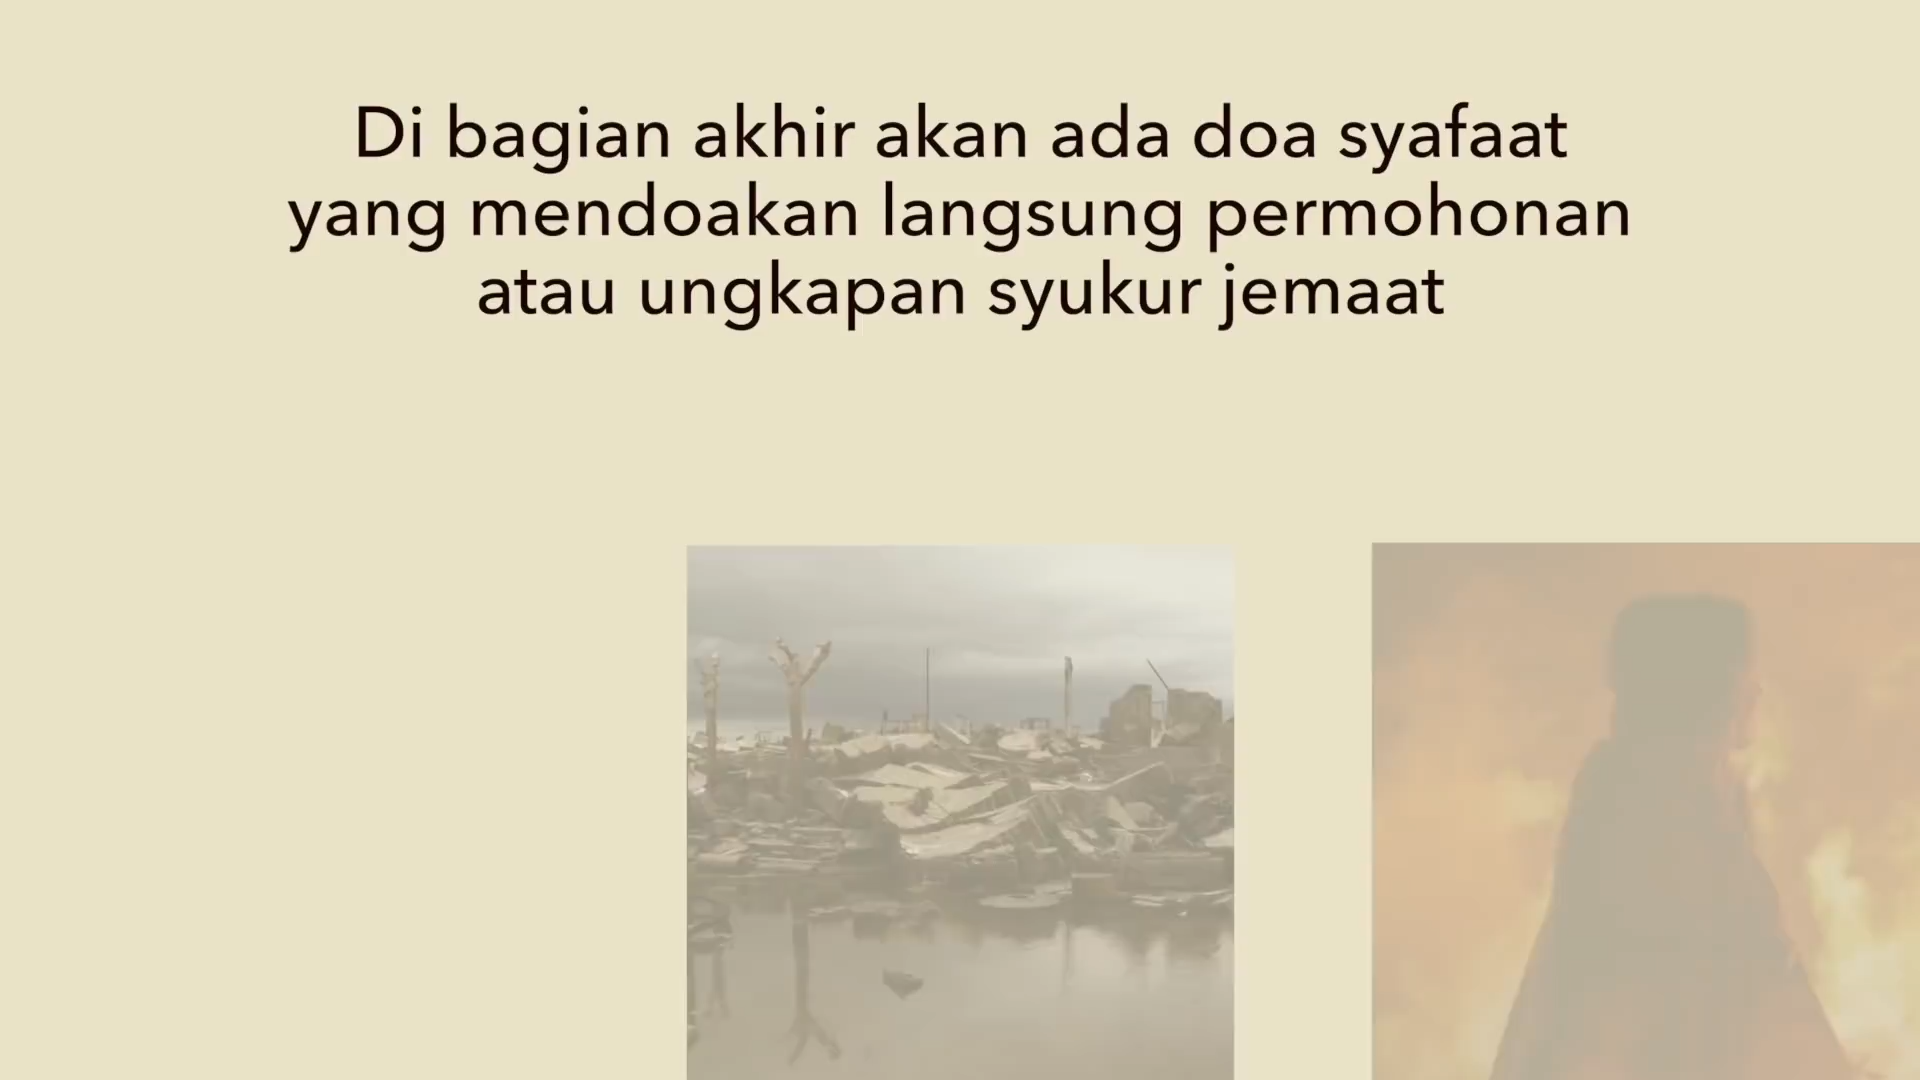 Di bagian akhir akan ada doa syafaat
yang mendoakan langsung permohonan
atau ungkapan syukur jemaat